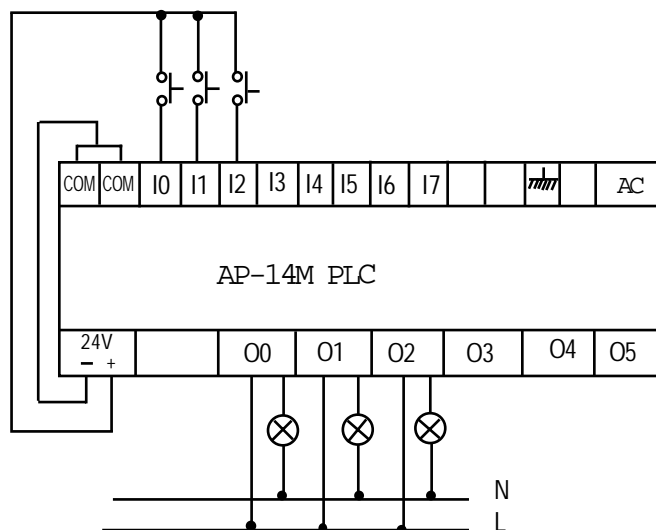 COM COM I0 I1 I2 I3 I4 I5 I6 I7 AC
AP-14M PLC
24V O0 O1 O2 O3 O4 O5
− +
N
L